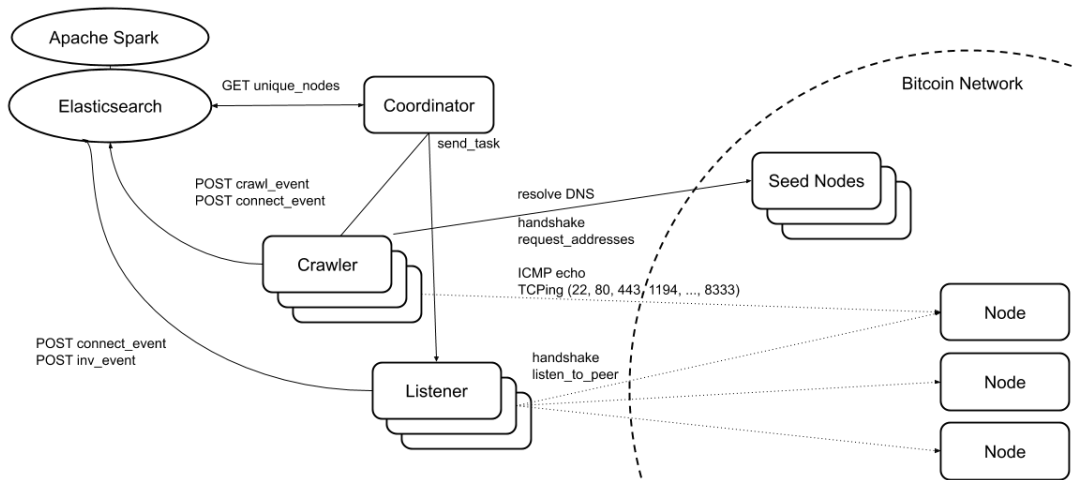 Apache Spark
Elasticsearch
GET unique_nodes
Coordinator
send_task
Bitcoin Network
POST crawl_event
POST connect_event
resolve DNS
Seed Nodes
handshake
request_addresses
Crawler
ICMP echo
TCPing (22, 80, 443, 1194, ..., 8333)
Node
POST connect_event
POST inv_event
handshake
listen_to_peer
Listener
Node
Node